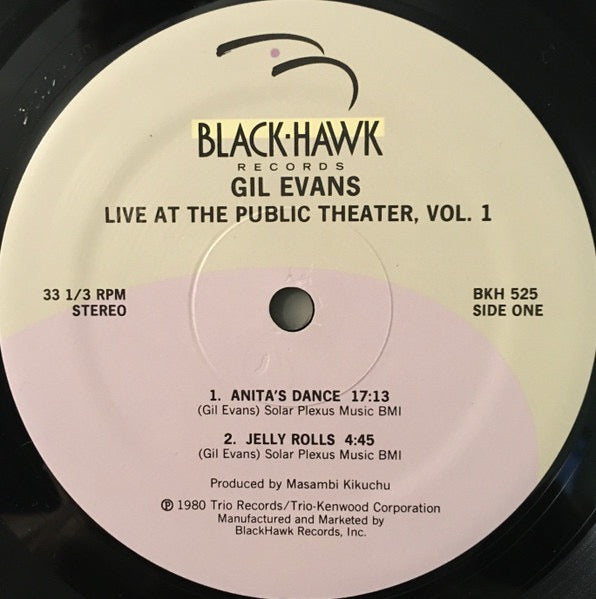 BLACK·HAWK
RECORDS
GIL EVANS
LIVE AT THE PUBLIC THEATER, VOL. 1
33 1/3 RPM
STEREO
BKH 525
SIDE ONE
1. ANITA'S DANCE 17:13
(Gil Evans) Solar Plexus Music BMI
2. JELLY ROLLS 4:45
(Gil Evans) Solar Plexus Music BMI
Produced by Masambi Kikuchu
℗ 1980 Trio Records/Trio-Kenwood Corporation
Manufactured and Marketed by
BlackHawk Records, Inc.